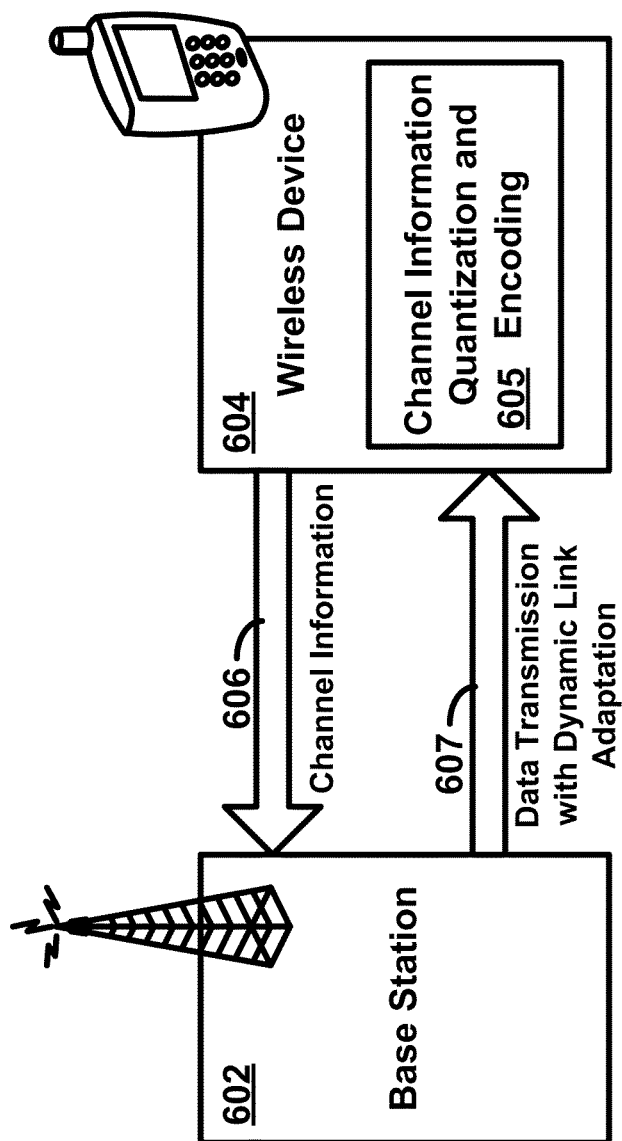 602
Base Station
606
Channel Information
607
Data Transmission
with Dynamic Link
Adaptation
604
Wireless Device
Channel Information
Quantization and
605 Encoding